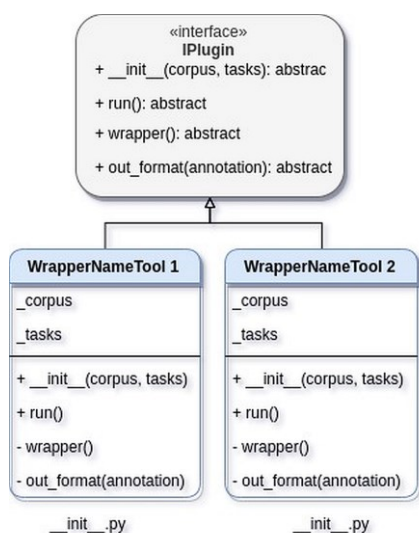 «interface»
IPlugin
+ __init__(corpus, tasks): abstrac
+ run(): abstract
+ wrapper(): abstract
+ out_format(annotation): abstract
WrapperNameTool 1
_corpus
_tasks
+ __init__(corpus, tasks)
+ run()
- wrapper()
- out_format(annotation)
__init__.py
WrapperNameTool 2
_corpus
_tasks
+ __init__(corpus, tasks)
+ run()
- wrapper()
- out_format(annotation)
__init__.py